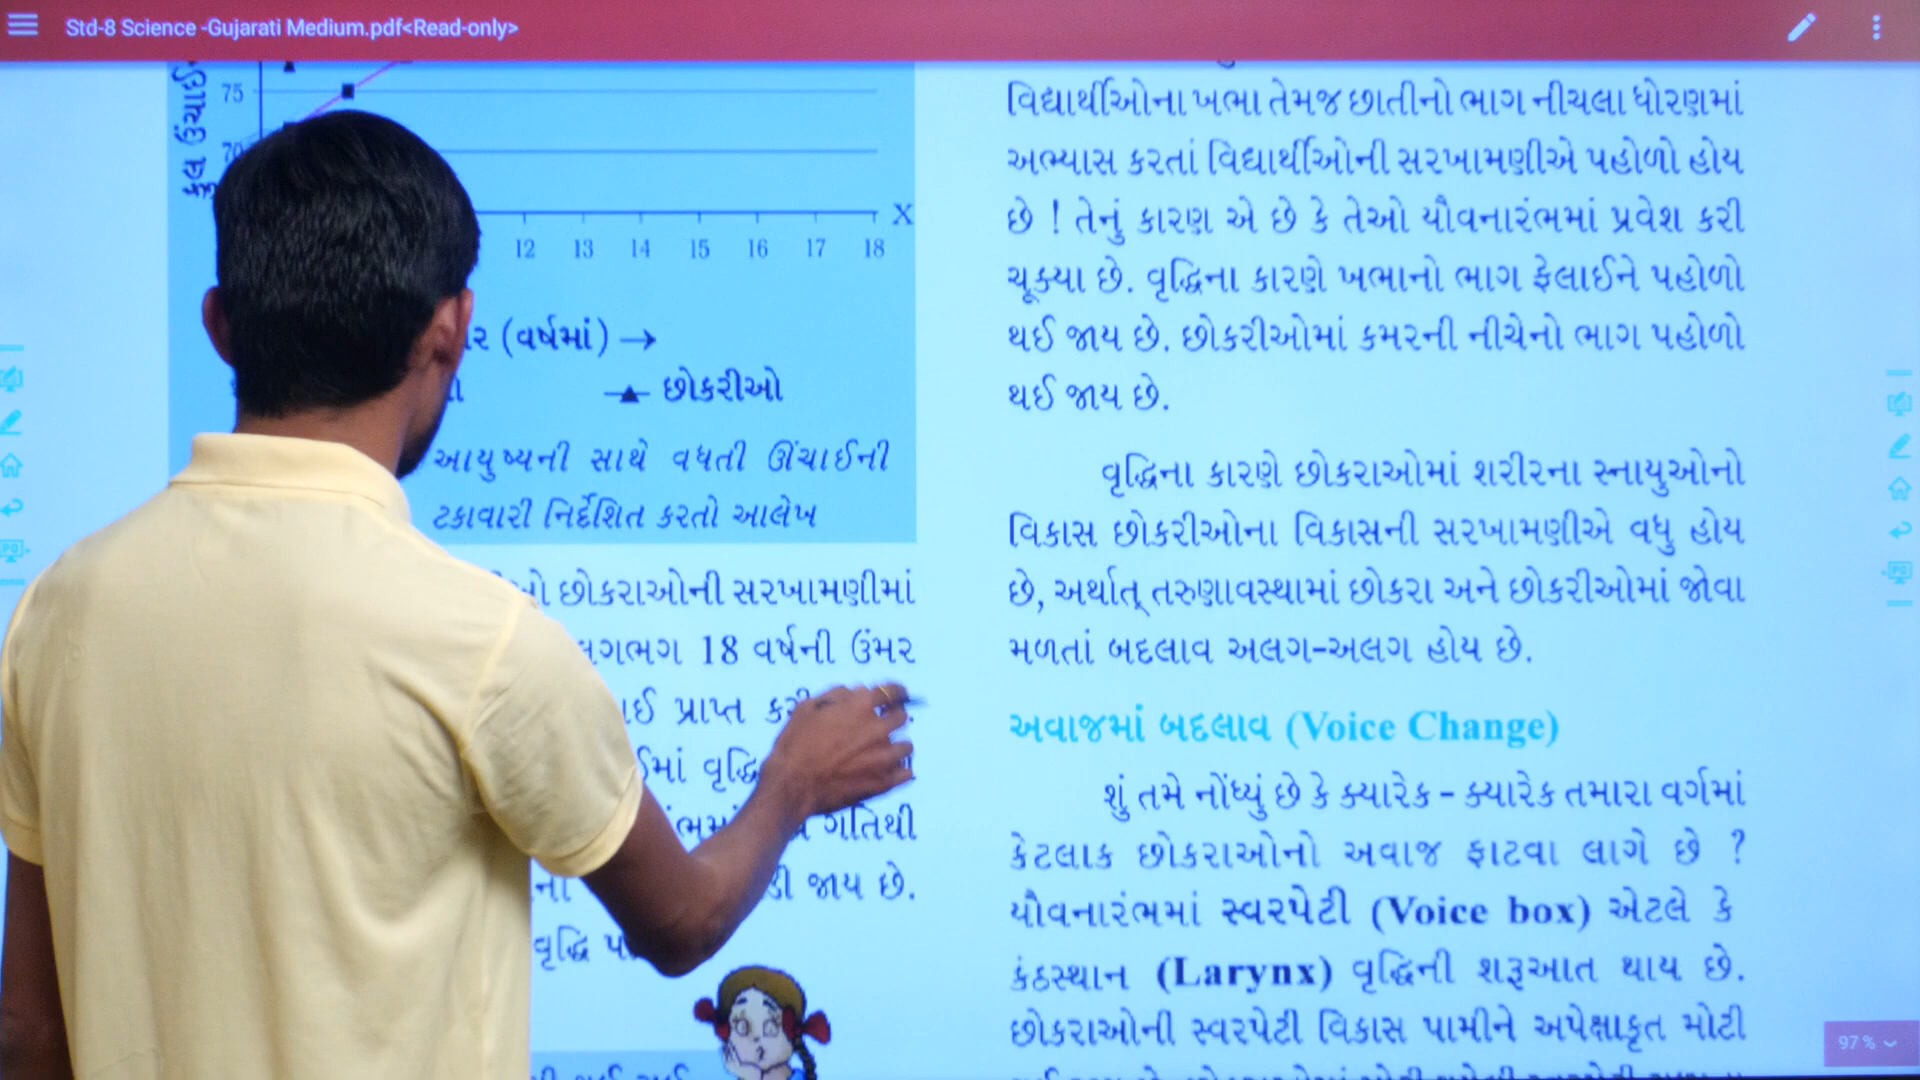 Std-8 Science -Gujarati Medium.pdf<Read-only>
75
70
X
12 13 14 15 16 17 18
(વર્ષમાં) →
છોકરીઓ
આયુષ્યની સાથે વધતી ઊંચાઈની
ટકાવારી નિર્દેશિત કરતો આલેખ
છોકરાઓની સરખામણીમાં
18 વર્ષની ઉંમર
પ્રાપ્ત
ગતિથી
જાય છે.
વૃદ્ધિ
વિદ્યાર્થીઓના ખભા તેમજ છાતીનો ભાગ નીચલા ધોરણમાં
અભ્યાસ કરતાં વિદ્યાર્થીઓની સરખામણીએ પહોળો હોય
છે ! તેનું કારણ એ છે કે તેઓ યૌવનારંભમાં પ્રવેશ કરી
ચૂક્યા છે. વૃદ્ધિના કારણે ખભાનો ભાગ ફેલાઈને પહોળો
થઈ જાય છે. છોકરીઓમાં કમરની નીચેનો ભાગ પહોળો
થઈ જાય છે.
વૃદ્ધિના કારણે છોકરાઓમાં શરીરના સ્નાયુઓનો
વિકાસ છોકરીઓના વિકાસની સરખામણીએ વધુ હોય
છે, અર્થાત્ તરુણાવસ્થામાં છોકરા અને છોકરીઓમાં જોવા
મળતાં બદલાવ અલગ-અલગ હોય છે.
અવાજમાં બદલાવ (Voice Change)
શું તમે નોંધ્યું છે કે ક્યારેક - ક્યારેક તમારા વર્ગમાં
કેટલાક છોકરાઓનો અવાજ ફાટવા લાગે છે ?
યૌવનારંભમાં સ્વરપેટી (Voice box) એટલે કે
કંઠસ્થાન (Larynx) વૃદ્ધિની શરૂઆત થાય છે.
છોકરાઓની સ્વરપેટી વિકાસ પામીને અપેક્ષાકૃત મોટી
97 %